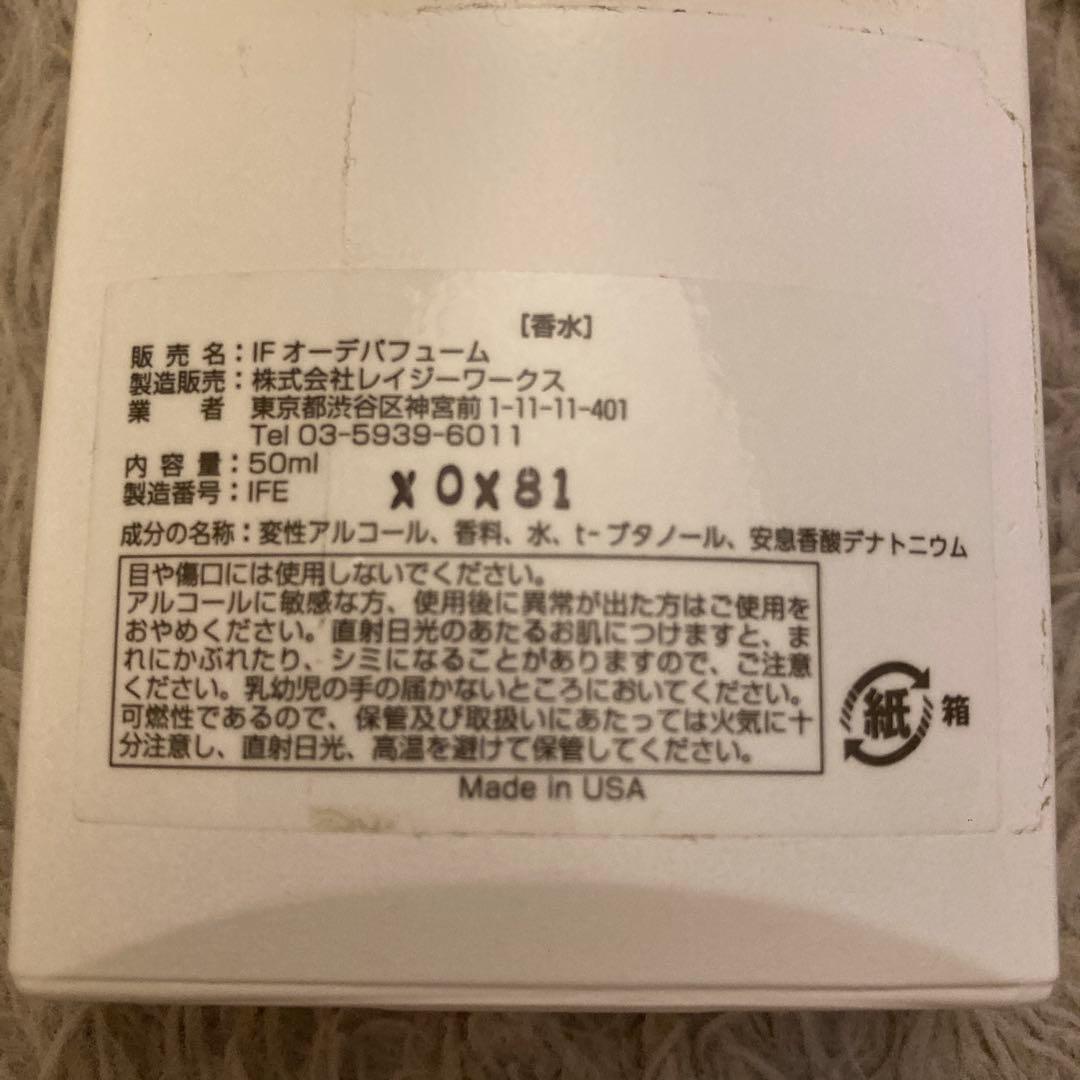 [香水]
販売名：IF オーデパフューム
製造販売：株式会社レイジーワークス
業者 東京都渋谷区神宮前1-11-11-401
Tel 03-5939-6011
内容量：50ml
製造番号：IFE X0X81
成分の名称：変性アルコール、香料、水、t-ブタノール、安息香酸デナトニウム
目や傷口には使用しないでください。
アルコールに敏感な方、使用後に異常が出た方はご使用を
おやめください。直射日光のあたるお肌につけますと、ま
れにかぶれたり、シミになることがありますので、ご注意
ください。乳幼児の手の届かないところにおいてください。
可燃性であるので、保管及び取扱いにあたっては火気に十
分注意し、直射日光、高温を避けて保管してください。
紙 箱
Made in USA